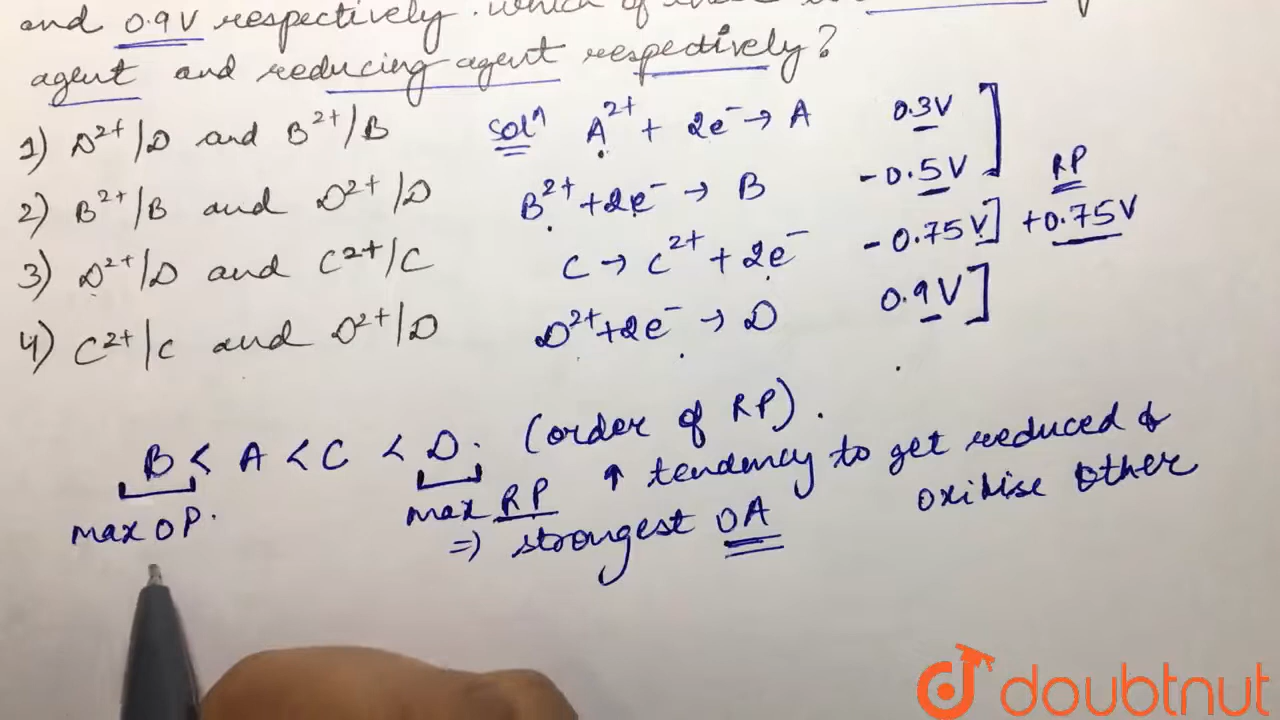 and 0.9V respectively. which of these
agent and reducing agent respectively?
1) D²⁺/D and B²⁺/B
2) B²⁺/B and D²⁺/D
3) D²⁺/D and C²⁺/C
4) C²⁺/C and D²⁺/D
Solⁿ A²⁺ + 2e⁻ → A 0.3V
B²⁺ + 2e⁻ → B -0.5V RP
C → C²⁺ + 2e⁻ -0.75V +0.75V
D²⁺ + 2e⁻ → D 0.9V
B < A < C < D. (order of RP).
max OP. max RP ↑ tendency to get reduced &
oxidise other
⇒ strongest OA
doubtnut